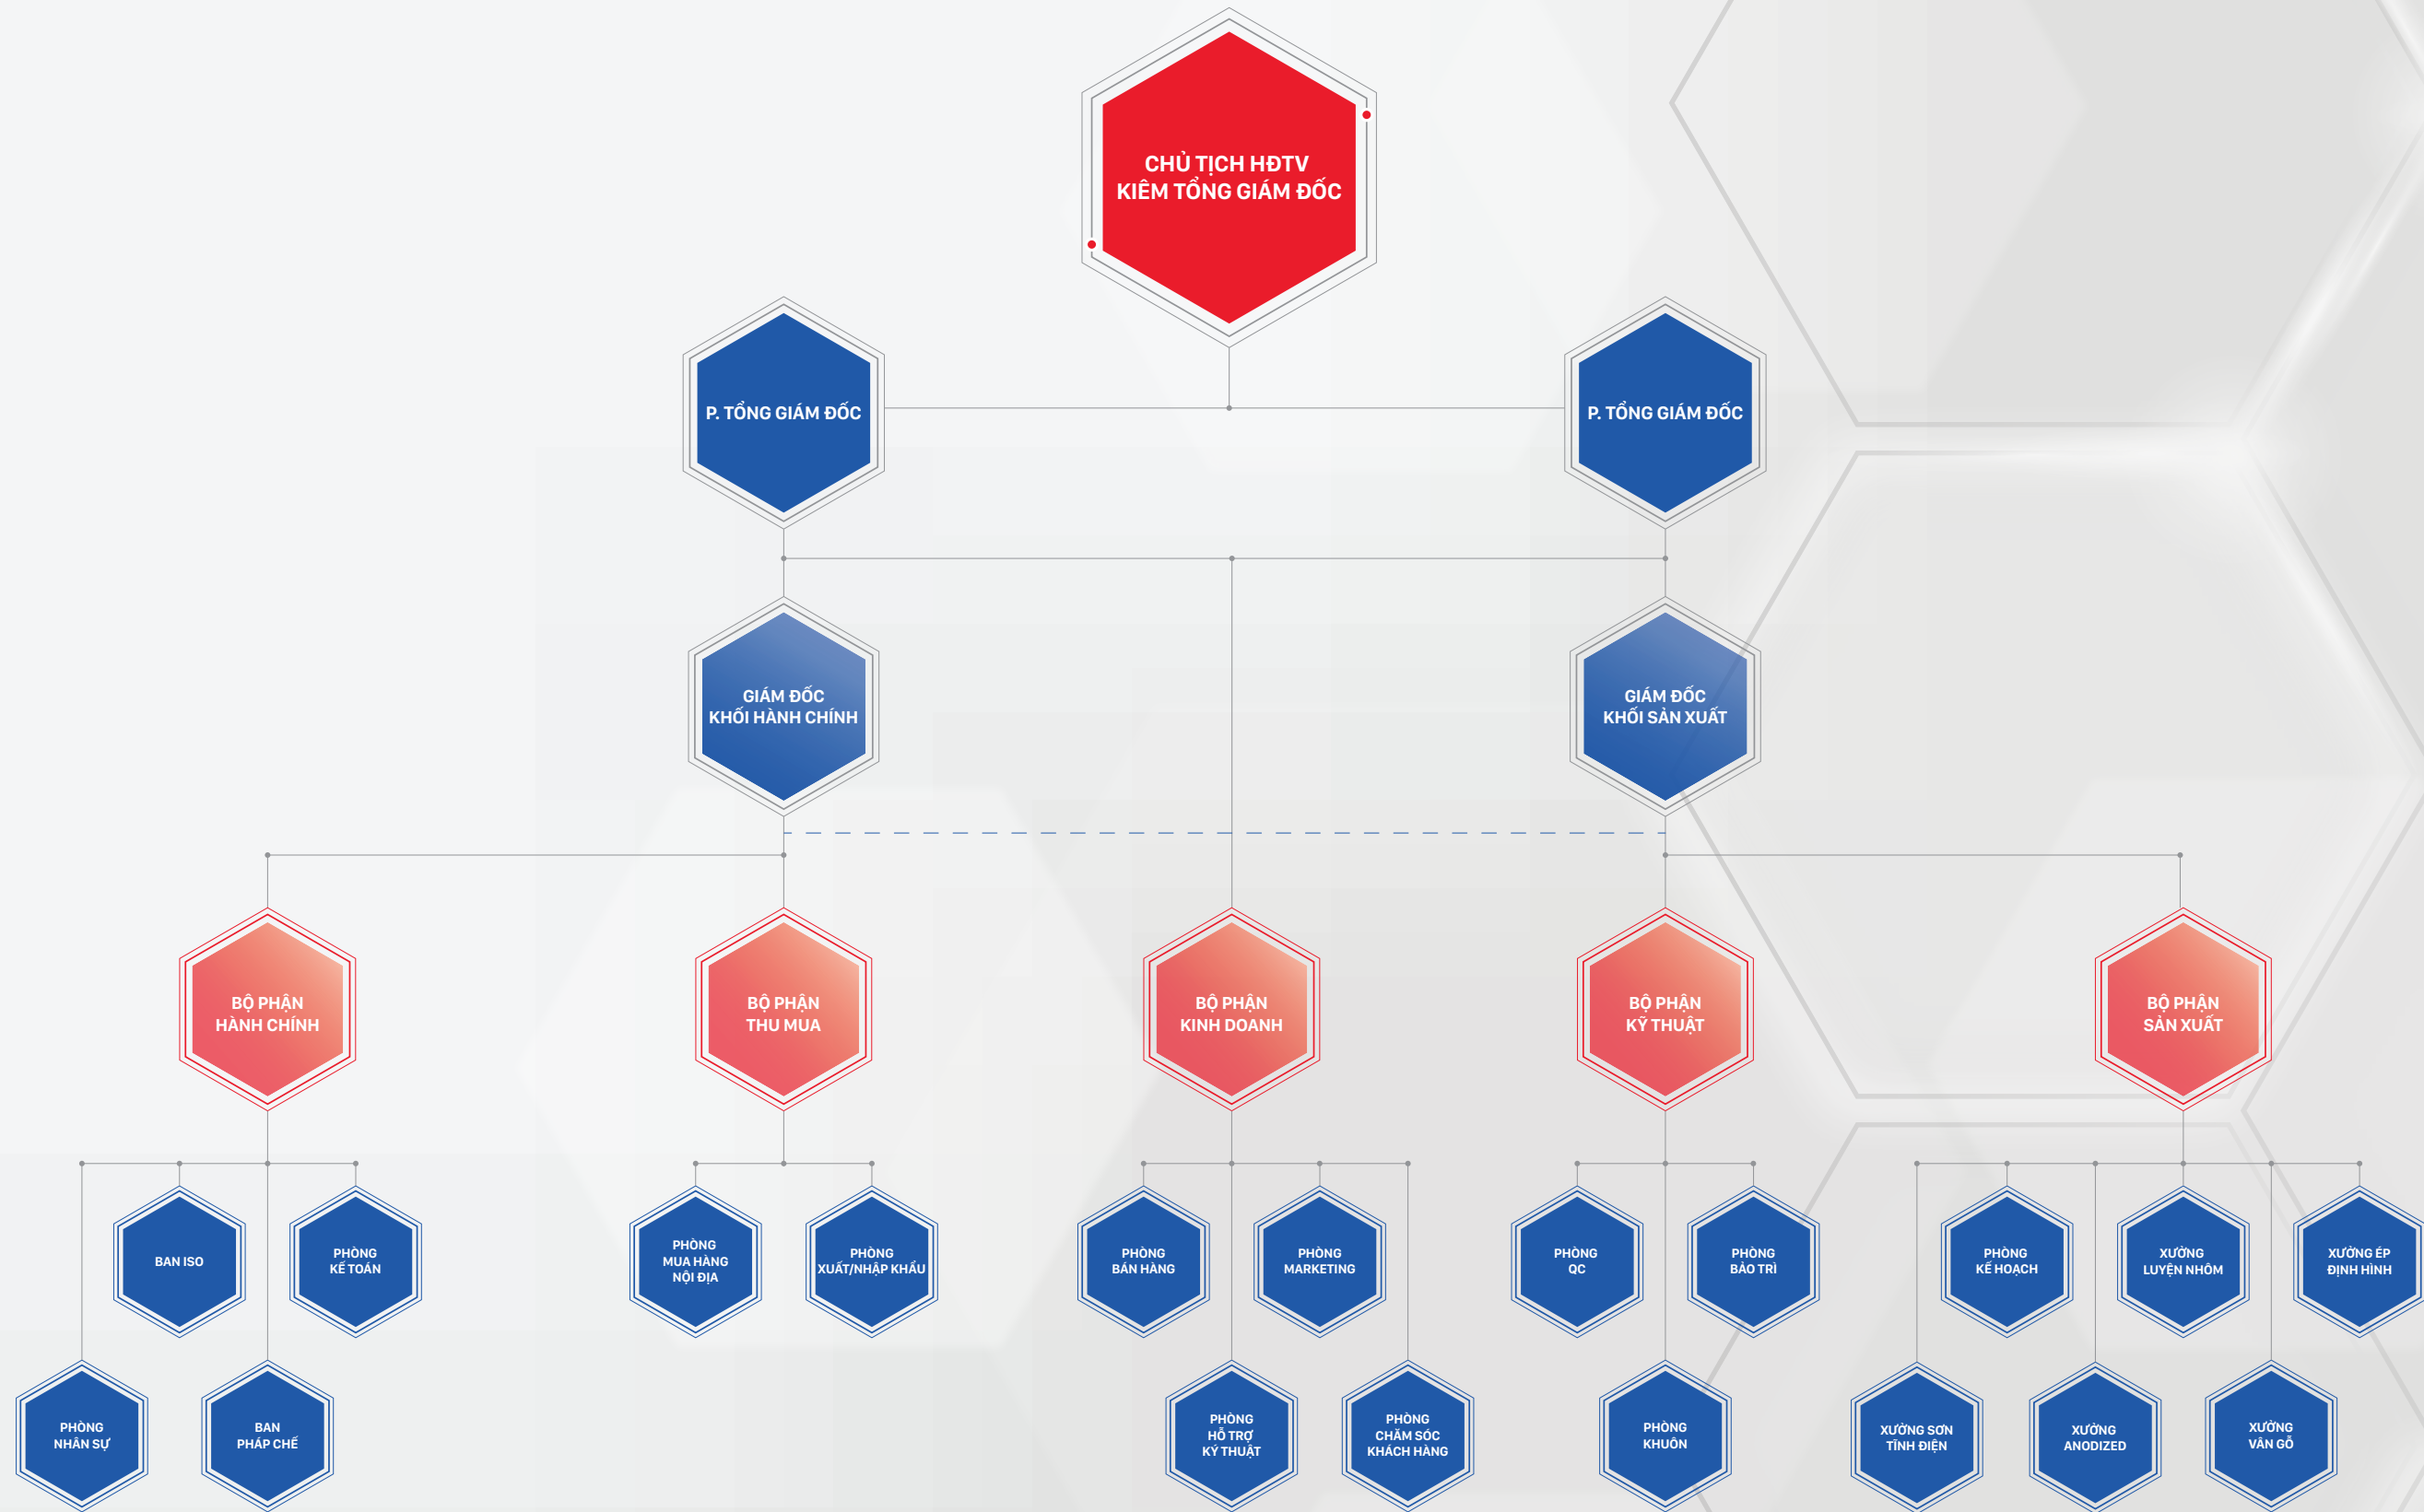 CHỦ TỊCH HĐTV
KIÊM TỔNG GIÁM ĐỐC
P. TỔNG GIÁM ĐỐC
P. TỔNG GIÁM ĐỐC
GIÁM ĐỐC
KHỐI HÀNH CHÍNH
GIÁM ĐỐC
KHỐI SẢN XUẤT
BỘ PHẬN
HÀNH CHÍNH
BỘ PHẬN
THU MUA
BỘ PHẬN
KINH DOANH
BỘ PHẬN
KỸ THUẬT
BỘ PHẬN
SẢN XUẤT
BAN ISO
PHÒNG
KẾ TOÁN
PHÒNG
MUA HÀNG
NỘI ĐỊA
PHÒNG
XUẤT/NHẬP KHẨU
PHÒNG
BÁN HÀNG
PHÒNG
MARKETING
PHÒNG
QC
PHÒNG
BẢO TRÌ
PHÒNG
KẾ HOẠCH
XƯỞNG
LUYỆN NHÔM
XƯỞNG ÉP
ĐỊNH HÌNH
PHÒNG
NHÂN SỰ
BAN
PHÁP CHẾ
PHÒNG
HỖ TRỢ
KÝ THUẬT
PHÒNG
CHĂM SÓC
KHÁCH HÀNG
PHÒNG
KHUÔN
XƯỞNG SƠN
TĨNH ĐIỆN
XƯỞNG
ANODIZED
XƯỞNG
VÂN GỖ